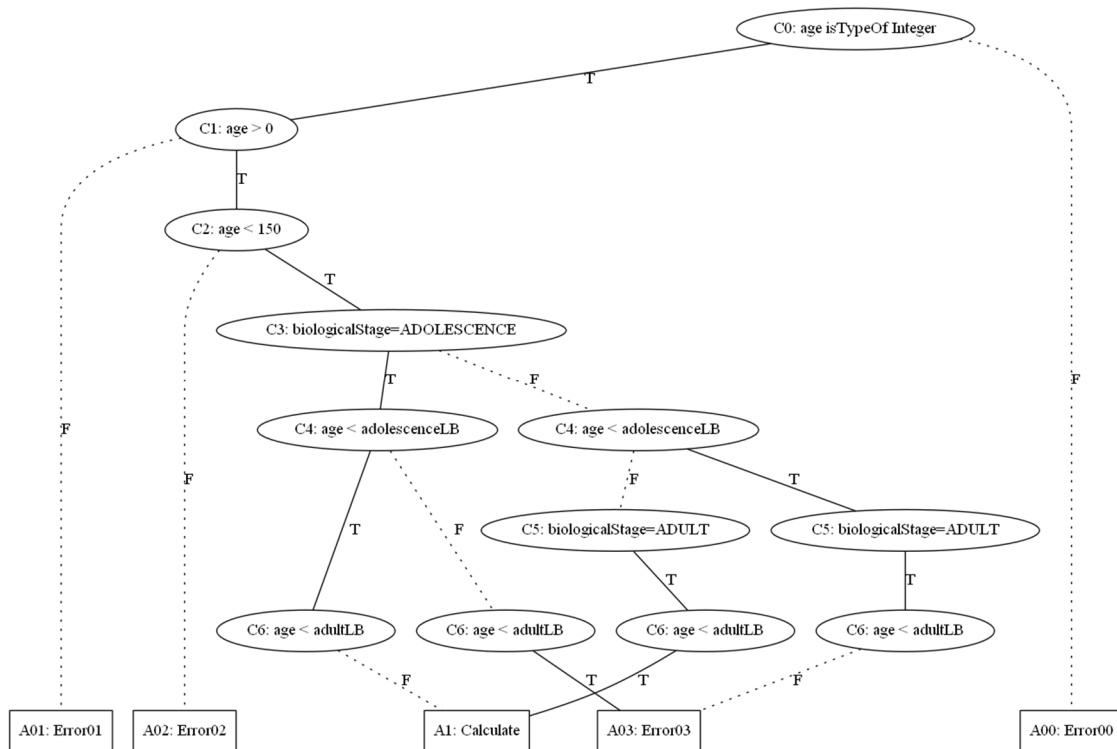 C0: age isTypeOf Integer
T
C1: age > 0
T
C2: age < 150
T
C3: biologicalStage=ADOLESCENCE
T
F
F
C4: age < adolescenceLB
C4: age < adolescenceLB
F
F
F
T
C5: biologicalStage=ADULT
C5: biologicalStage=ADULT
T
F
T
T
C6: age < adultLB
C6: age < adultLB
C6: age < adultLB
C6: age < adultLB
F
T
T
F
A01: Error01
A02: Error02
A1: Calculate
A03: Error03
A00: Error00